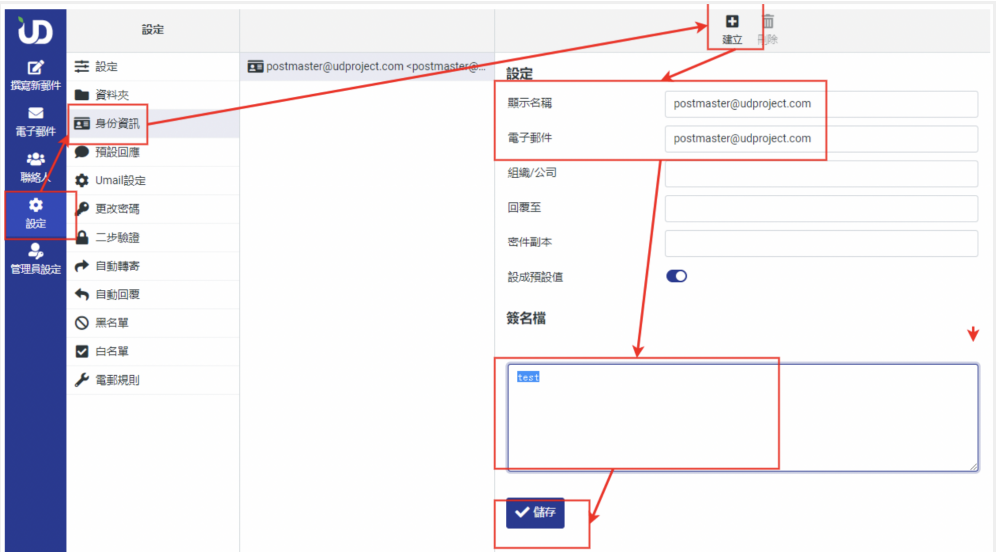 UD
撰寫新郵件
電子郵件
聯絡人
設定
管理員設定
設定
設定
資料夾
身份資訊
預設回應
Umail設定
更改密碼
二步驗證
自動轉寄
自動回覆
黑名單
白名單
電郵規則
postmaster@udproject.com <postmaster@...
建立
刪除
設定
顯示名稱 postmaster@udproject.com
電子郵件 postmaster@udproject.com
組織/公司
回覆至
密件副本
設成預設值
簽名檔
test
儲存